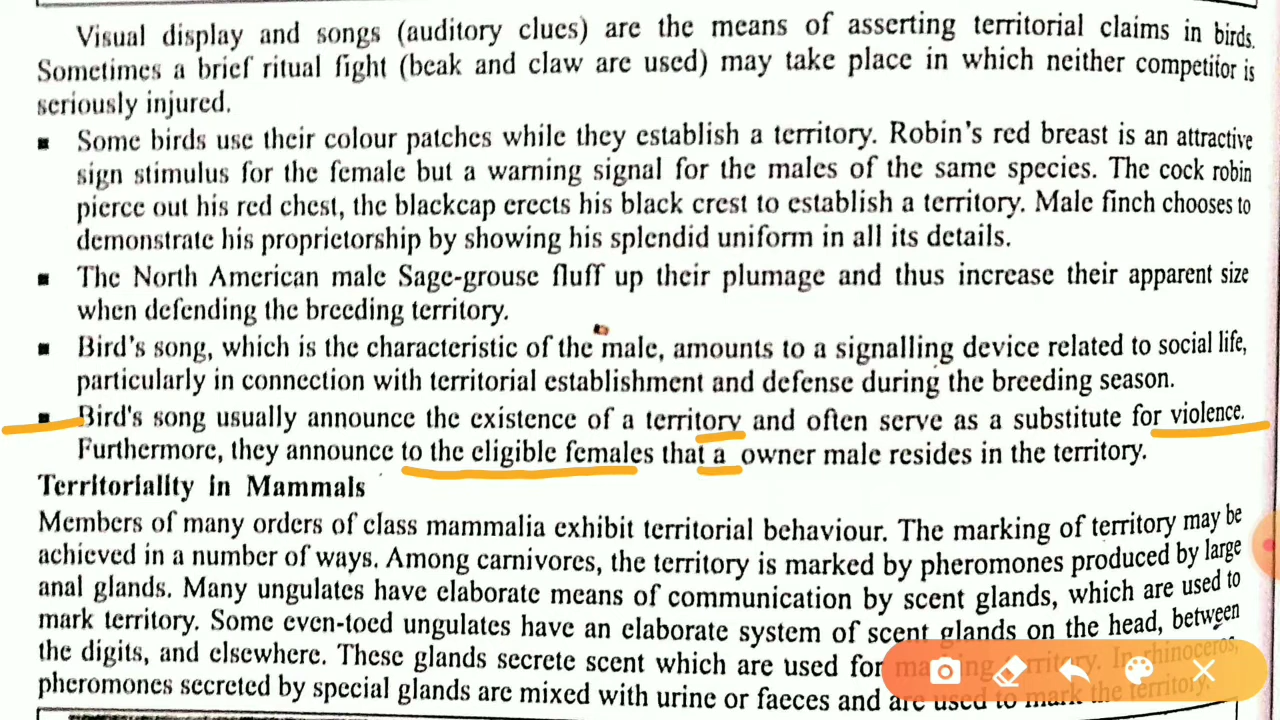 Visual display and songs (auditory clues) are the means of asserting territorial claims in birds.
Sometimes a brief ritual fight (beak and claw are used) may take place in which neither competitor is
seriously injured.
▪ Some birds use their colour patches while they establish a territory. Robin's red breast is an attractive
sign stimulus for the female but a warning signal for the males of the same species. The cock robin
pierce out his red chest, the blackcap erects his black crest to establish a territory. Male finch chooses to
demonstrate his proprietorship by showing his splendid uniform in all its details.
▪ The North American male Sage-grouse fluff up their plumage and thus increase their apparent size
when defending the breeding territory.
▪ Bird's song, which is the characteristic of the male, amounts to a signalling device related to social life,
particularly in connection with territorial establishment and defense during the breeding season.
▪ Bird's song usually announce the existence of a territory and often serve as a substitute for violence.
Furthermore, they announce to the eligible females that a owner male resides in the territory.
Territoriality in Mammals
Members of many orders of class mammalia exhibit territorial behaviour. The marking of territory may be
achieved in a number of ways. Among carnivores, the territory is marked by pheromones produced by large
anal glands. Many ungulates have elaborate means of communication by scent glands, which are used to
mark territory. Some even-toed ungulates have an elaborate system of scent glands on the head, between
the digits, and elsewhere. These glands secrete scent which are used for marking territory. In rhinoceros,
pheromones secreted by special glands are mixed with urine or faeces and are used to mark the territory.